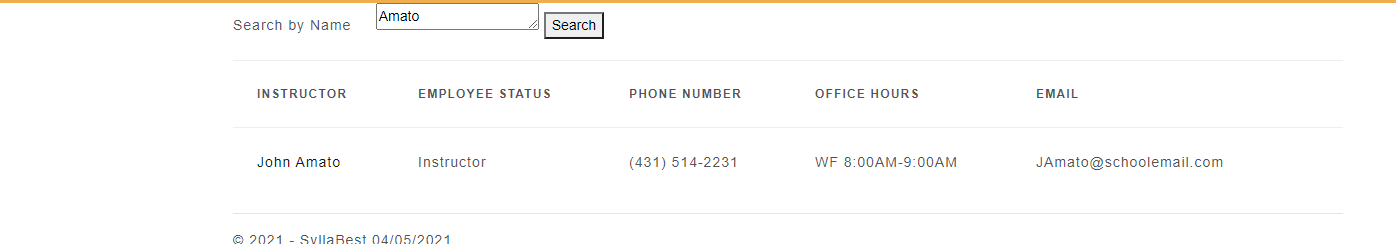 Search by Name Amato Search
INSTRUCTOR EMPLOYEE STATUS PHONE NUMBER OFFICE HOURS EMAIL
John Amato Instructor (431) 514-2231 WF 8:00AM-9:00AM JAmato@schoolemail.com
© 2021 - SyllaBest 04/05/2021